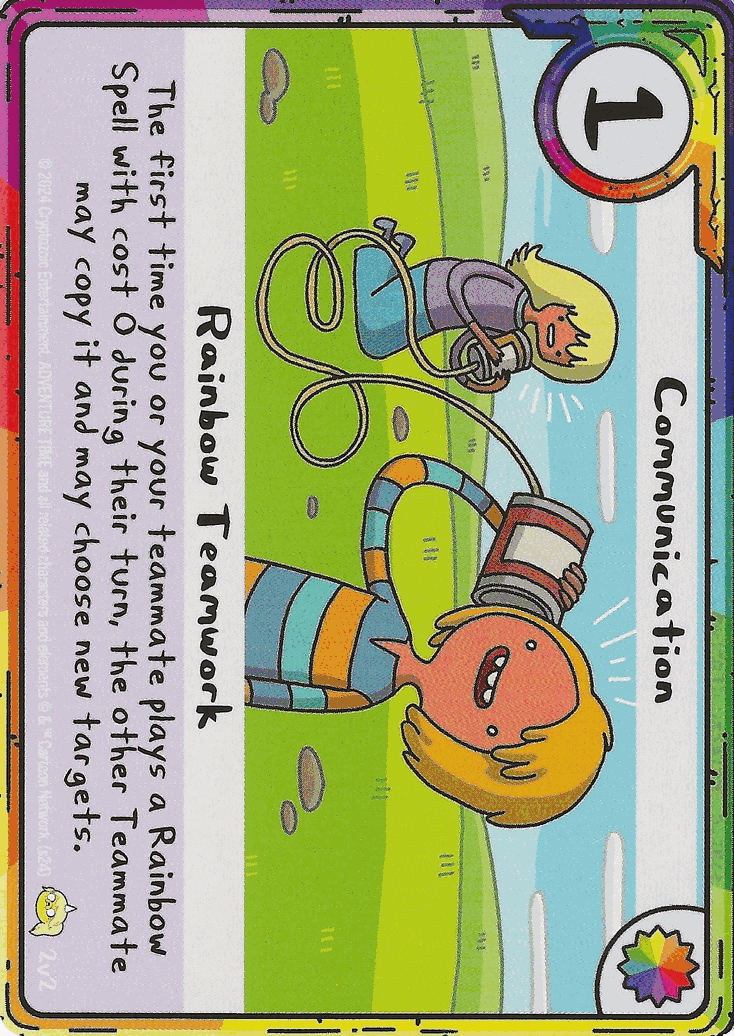 1
Communication
Rainbow Teamwork
The first time you or your teammate plays a Rainbow
Spell with cost 0 during their turn, the other Teammate
may copy it and may choose new targets.
© 2024 Cryptozoic Entertainment. ADVENTURE TIME and all related characters and elements © & ™ Cartoon Network. (s24)
2v2